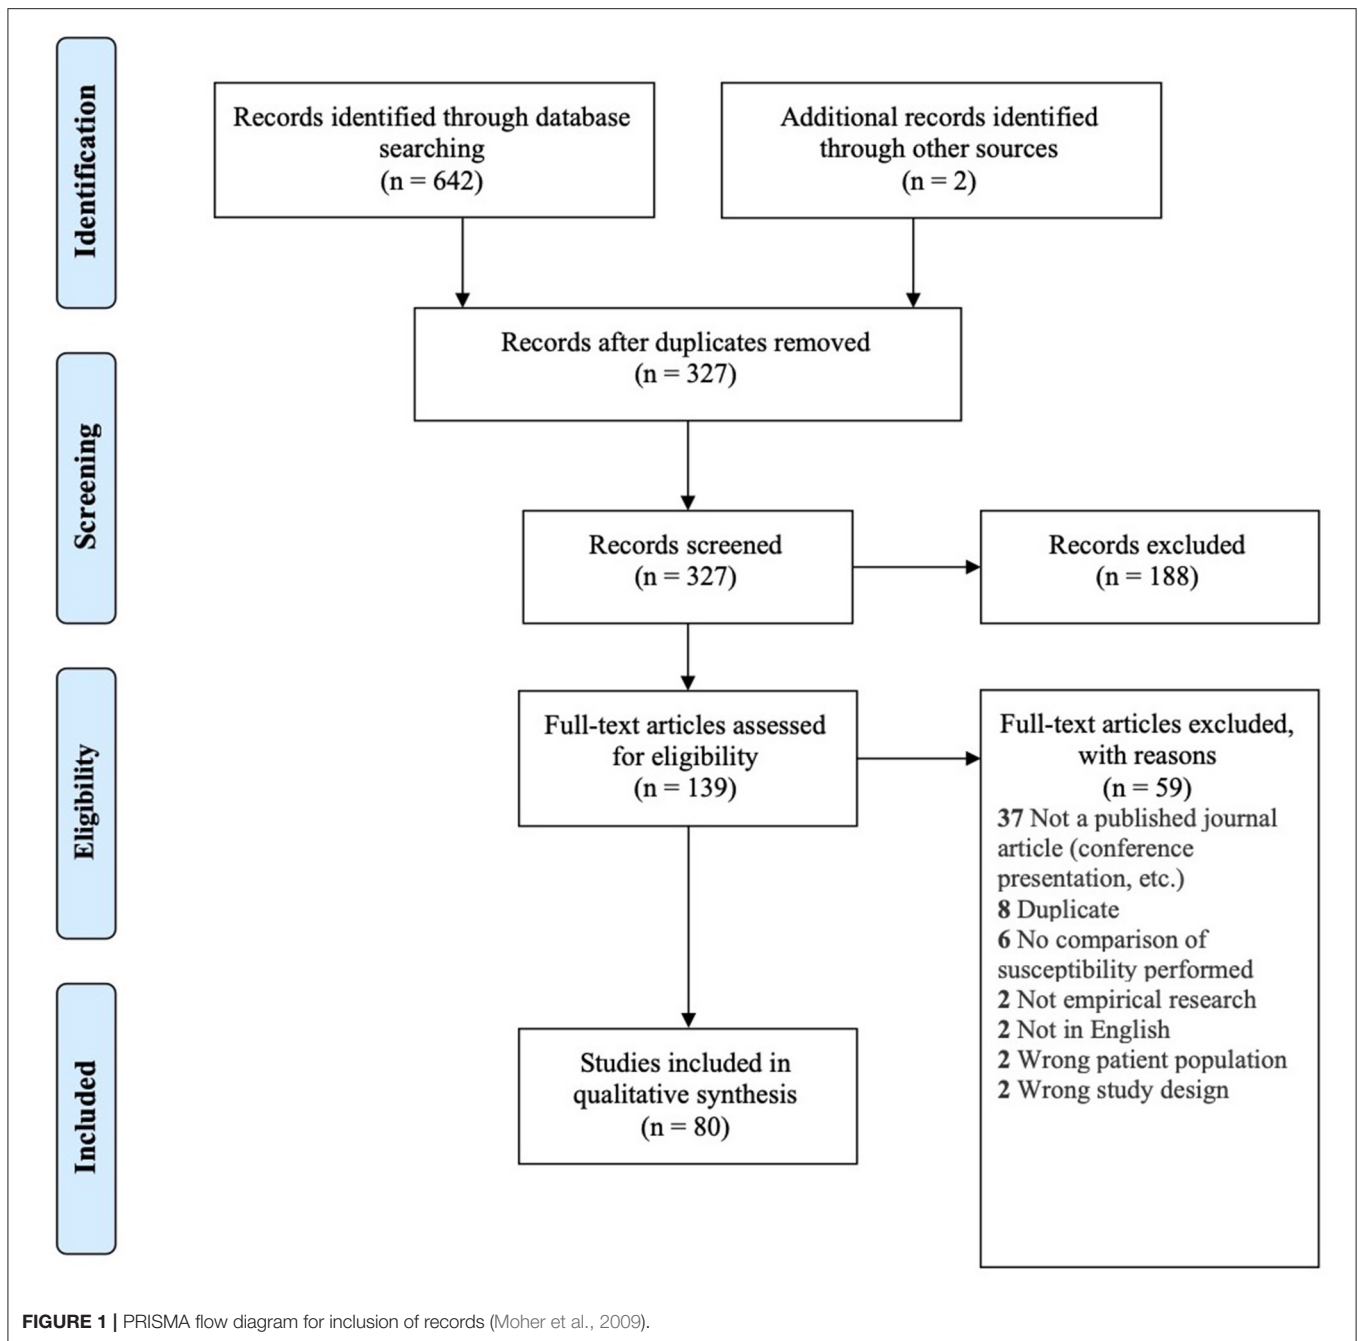 Identification
Records identified through database
searching
(n = 642)
Additional records identified
through other sources
(n = 2)
Records after duplicates removed
(n = 327)
Screening
Records screened
(n = 327)
Records excluded
(n = 188)
Eligibility
Full-text articles assessed
for eligibility
(n = 139)
Full-text articles excluded,
with reasons
(n = 59)
37 Not a published journal
article (conference
presentation, etc.)
8 Duplicate
6 No comparison of
susceptibility performed
2 Not empirical research
2 Not in English
2 Wrong patient population
2 Wrong study design
Included
Studies included in
qualitative synthesis
(n = 80)
FIGURE 1 | PRISMA flow diagram for inclusion of records (Moher et al., 2009).